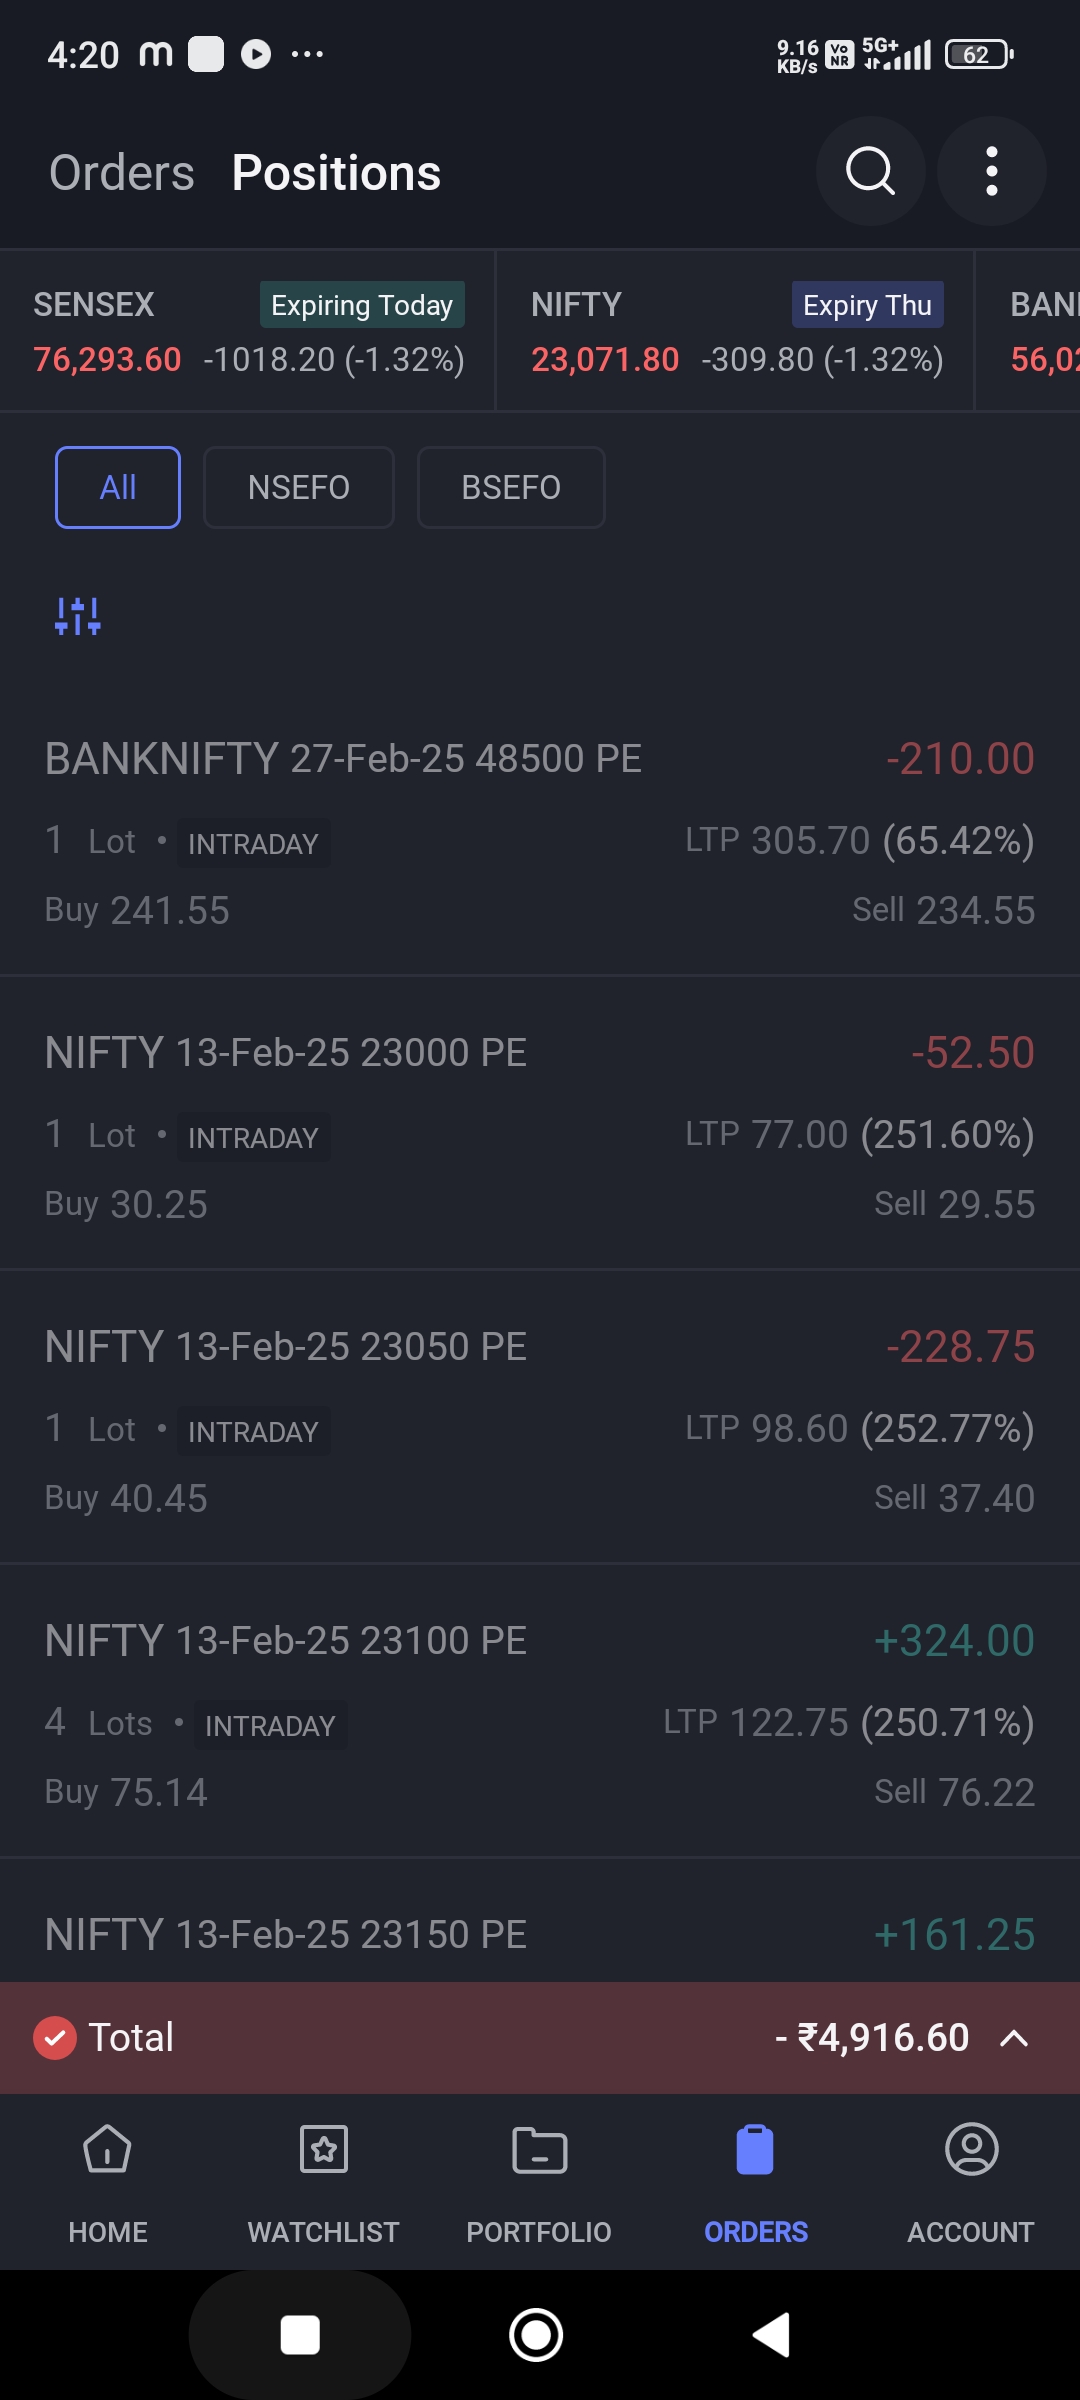 4:20 m ... 9.16 KB/s Vo NR 5G+ 62
Orders Positions
SENSEX Expiring Today NIFTY Expiry Thu BAN
76,293.60 -1018.20 (-1.32%) 23,071.80 -309.80 (-1.32%) 56,02
All NSEFO BSEFO
BANKNIFTY 27-Feb-25 48500 PE -210.00
1 Lot • INTRADAY LTP 305.70 (65.42%)
Buy 241.55 Sell 234.55
NIFTY 13-Feb-25 23000 PE -52.50
1 Lot • INTRADAY LTP 77.00 (251.60%)
Buy 30.25 Sell 29.55
NIFTY 13-Feb-25 23050 PE -228.75
1 Lot • INTRADAY LTP 98.60 (252.77%)
Buy 40.45 Sell 37.40
NIFTY 13-Feb-25 23100 PE +324.00
4 Lots • INTRADAY LTP 122.75 (250.71%)
Buy 75.14 Sell 76.22
NIFTY 13-Feb-25 23150 PE +161.25
Total - ₹4,916.60
HOME WATCHLIST PORTFOLIO ORDERS ACCOUNT